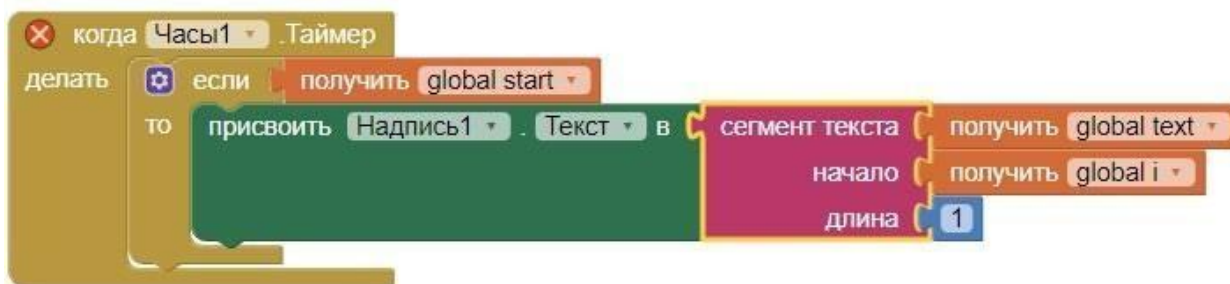 когда Часы1 .Таймер
делать если получить global start
то присвоить Надпись1 . Текст в сегмент текста получить global text
начало получить global i
длина 1